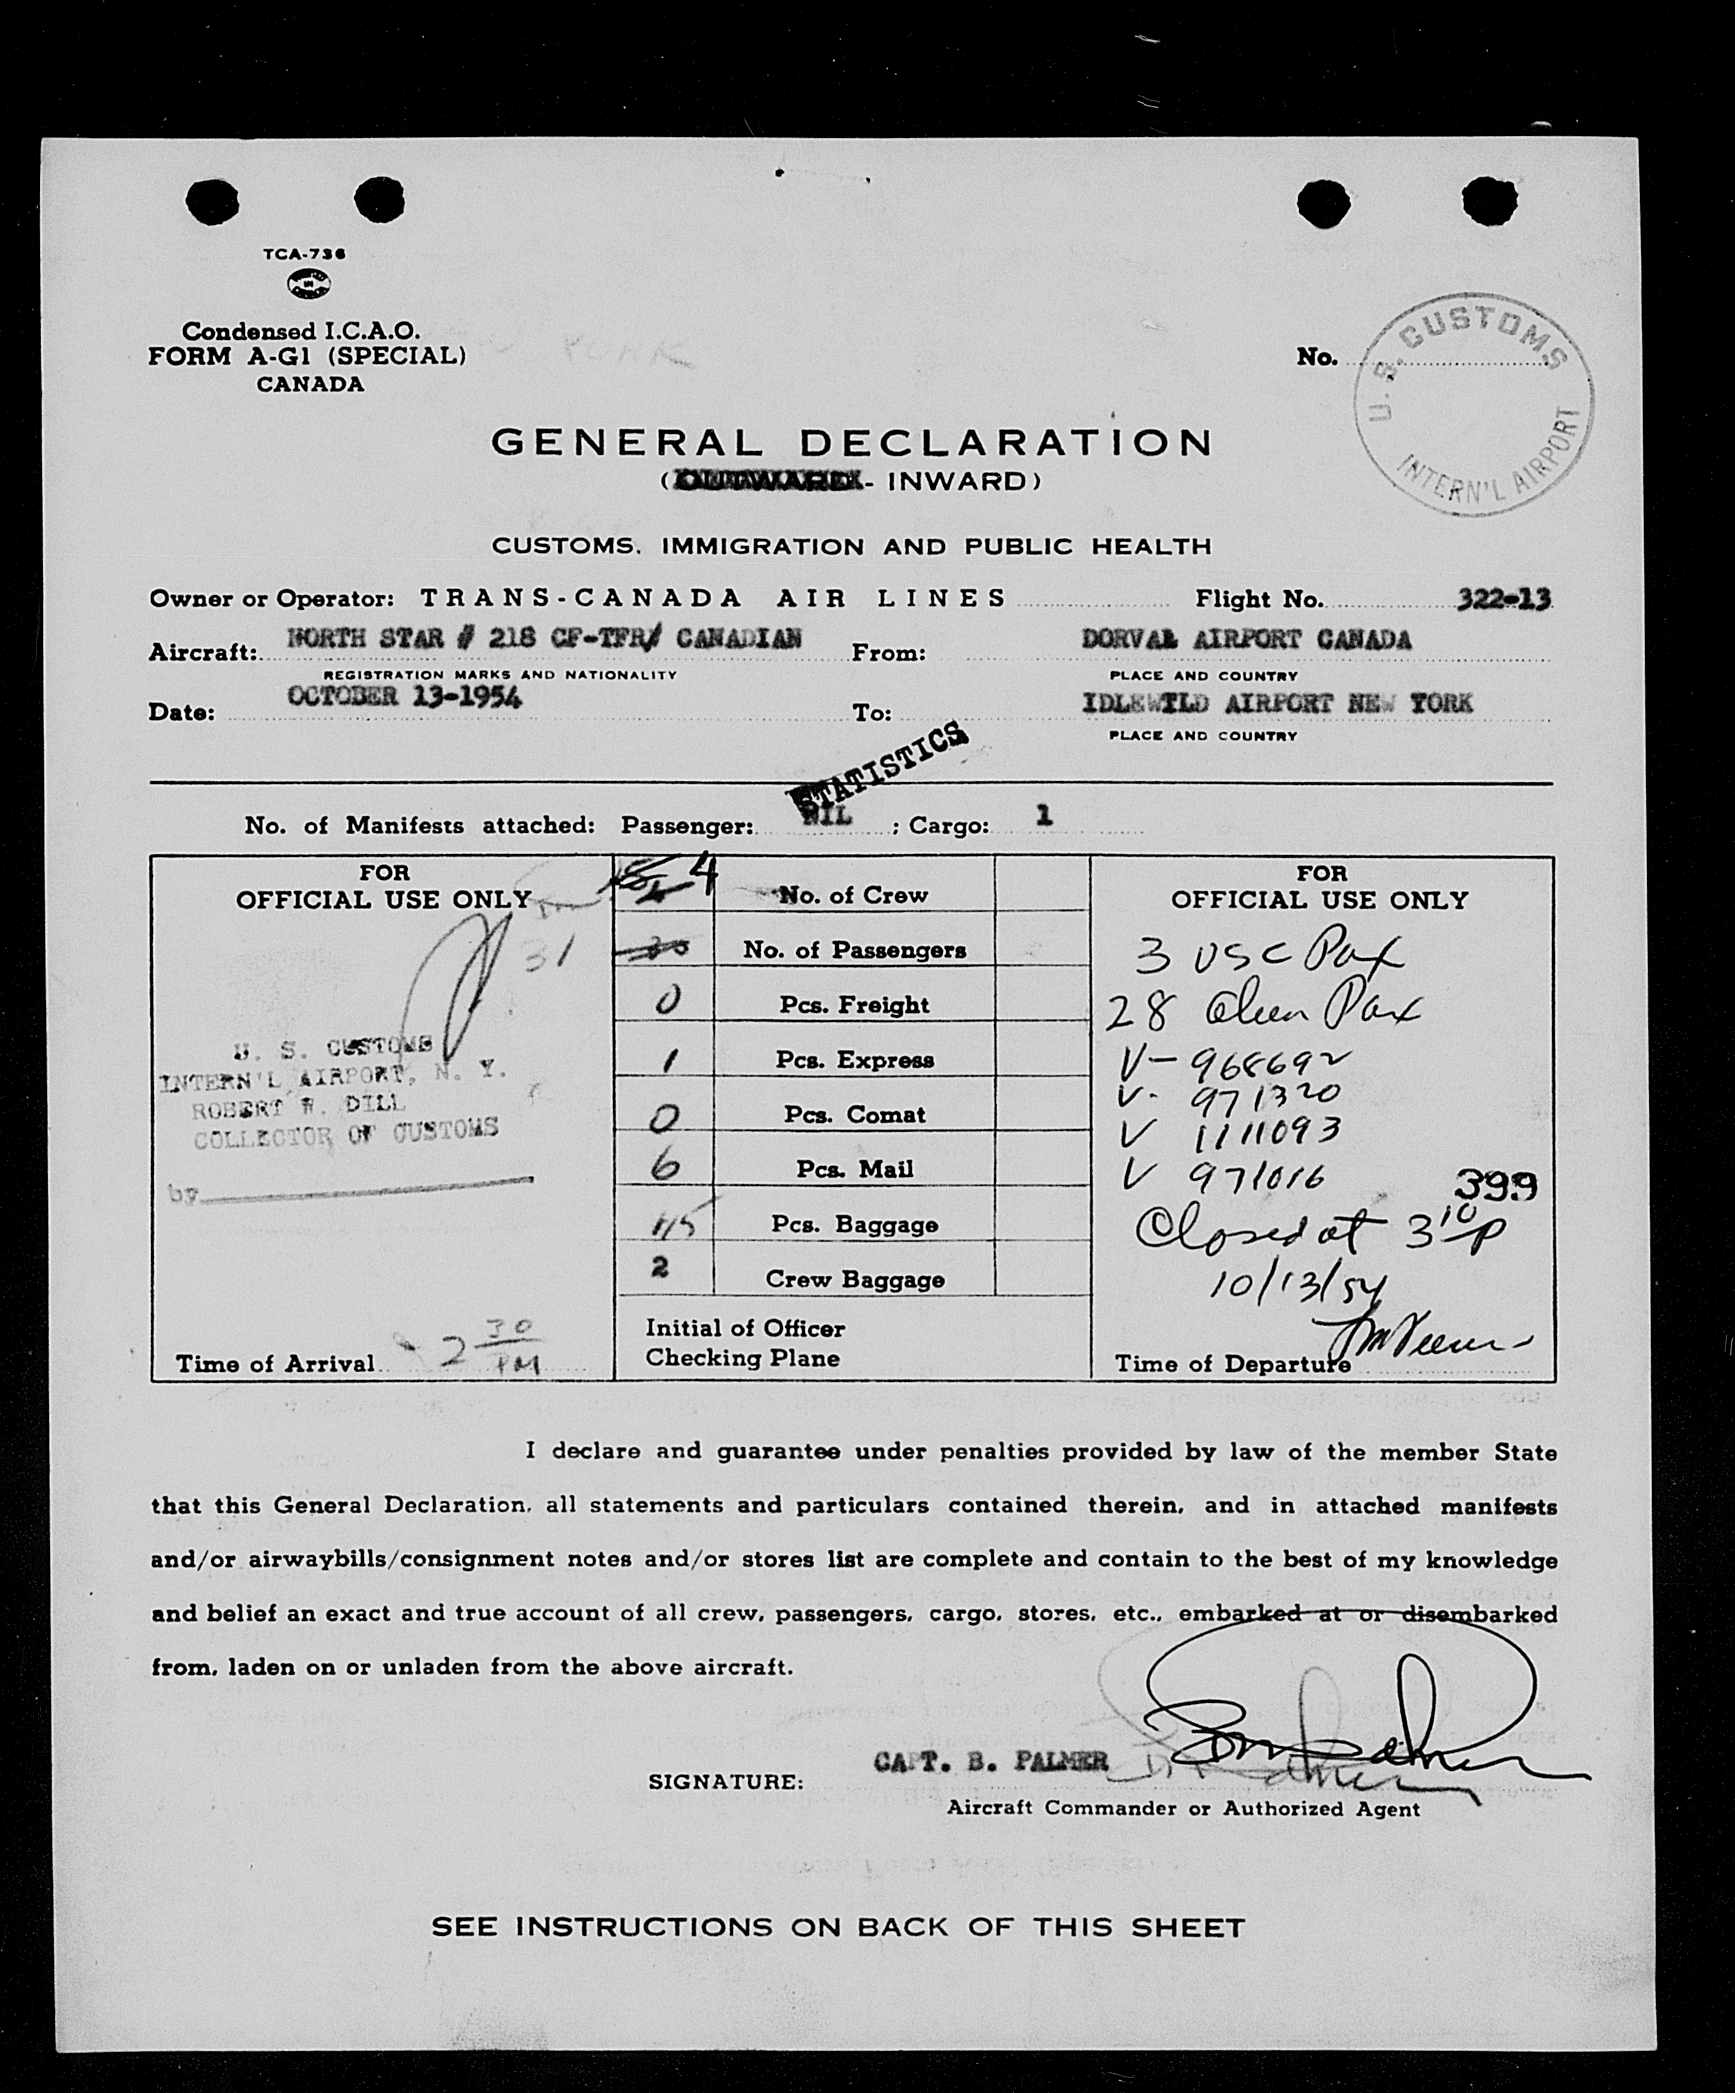 TCA-736
Condensed I.C.A.O.
FORM A-G1 (SPECIAL)
CANADA
No.
U.S. CUSTOMS
INTERN'L AIRPORT
GENERAL DECLARATION
(OUTWARD - INWARD)
CUSTOMS, IMMIGRATION AND PUBLIC HEALTH
Owner or Operator: TRANS-CANADA AIR LINES Flight No. 322-13
Aircraft: NORTH STAR # 218 CF-TFR/ CANADIAN From: DORVAL AIRPORT CANADA
REGISTRATION MARKS AND NATIONALITY PLACE AND COUNTRY
Date: OCTOBER 13-1954 To: IDLEWILD AIRPORT NEW YORK
PLACE AND COUNTRY
STATISTICS
No. of Manifests attached: Passenger: NIL ; Cargo: 1
FOR
OFFICIAL USE ONLY
31
U. S. CUSTOMS
INTERN'L AIRPORT, N. Y.
ROBERT W. DILL
COLLECTOR OF CUSTOMS
by
Time of Arrival 2 30 PM
4 No. of Crew
30 No. of Passengers
0 Pcs. Freight
1 Pcs. Express
0 Pcs. Comat
6 Pcs. Mail
45 Pcs. Baggage
2 Crew Baggage
Initial of Officer
Checking Plane
FOR
OFFICIAL USE ONLY
3 USC Pax
28 Alien Pax
V- 968692
V- 971320
V 1111093
V 971016
399
Closed at 3 10 P
10/13/54
Time of Departure
I declare and guarantee under penalties provided by law of the member State
that this General Declaration, all statements and particulars contained therein, and in attached manifests
and/or airwaybills/consignment notes and/or stores list are complete and contain to the best of my knowledge
and belief an exact and true account of all crew, passengers, cargo, stores, etc., embarked at or disembarked
from, laden on or unladen from the above aircraft.
SIGNATURE: CAPT. B. PALMER
Aircraft Commander or Authorized Agent
SEE INSTRUCTIONS ON BACK OF THIS SHEET